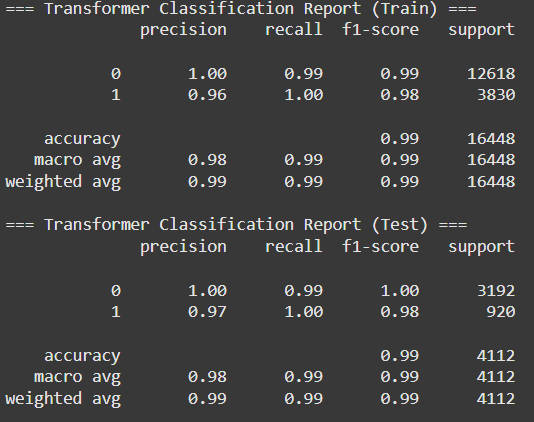 === Transformer Classification Report (Train) ===
precision recall f1-score support
0 1.00 0.99 0.99 12618
1 0.96 1.00 0.98 3830
accuracy 0.99 16448
macro avg 0.98 0.99 0.99 16448
weighted avg 0.99 0.99 0.99 16448
=== Transformer Classification Report (Test) ===
precision recall f1-score support
0 1.00 0.99 1.00 3192
1 0.97 1.00 0.98 920
accuracy 0.99 4112
macro avg 0.98 0.99 0.99 4112
weighted avg 0.99 0.99 0.99 4112